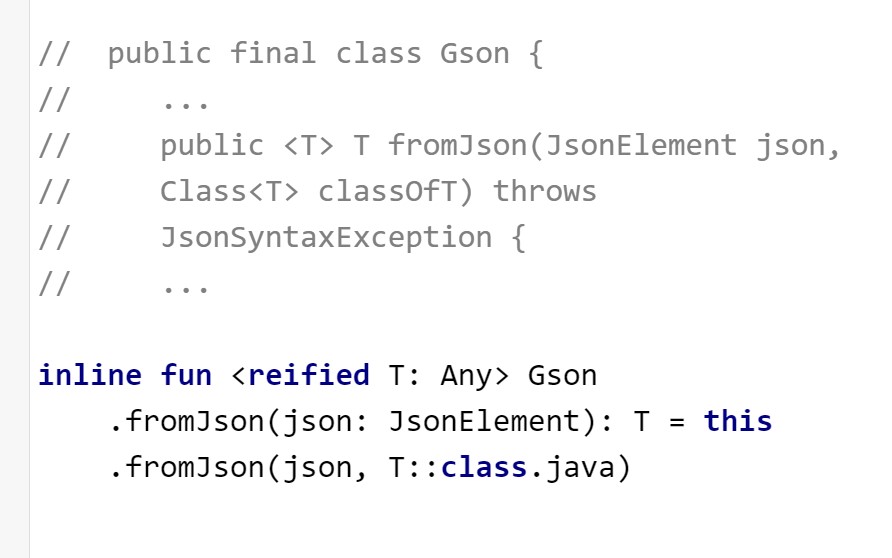 //  public final class Gson {
//     ...
//     public <T> T fromJson(JsonElement json,
//     Class<T> classOfT) throws
//     JsonSyntaxException {
//     ...
inline fun <reified T: Any> Gson
    .fromJson(json: JsonElement): T = this
    .fromJson(json, T::class.java)